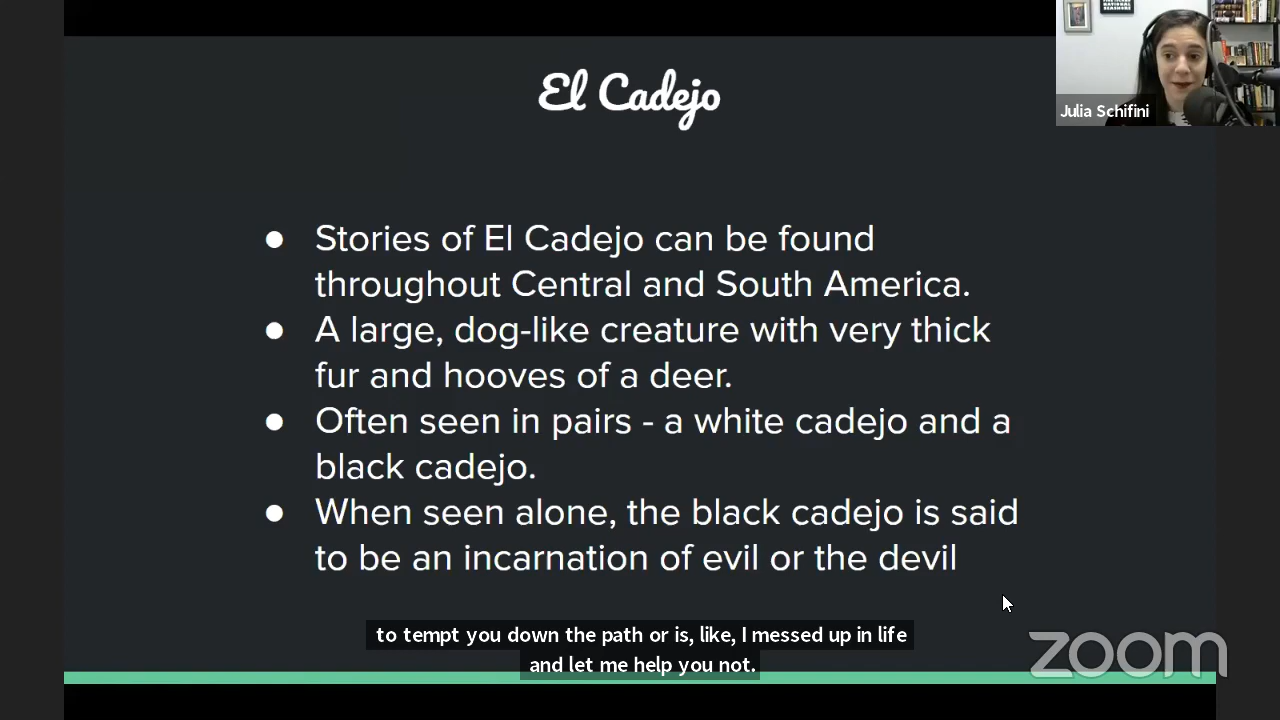 El Cadejo
Julia Schifini
● Stories of El Cadejo can be found
throughout Central and South America.
● A large, dog-like creature with very thick
fur and hooves of a deer.
● Often seen in pairs - a white cadejo and a
black cadejo.
● When seen alone, the black cadejo is said
to be an incarnation of evil or the devil
to tempt you down the path or is, like, I messed up in life
and let me help you not.
zoom